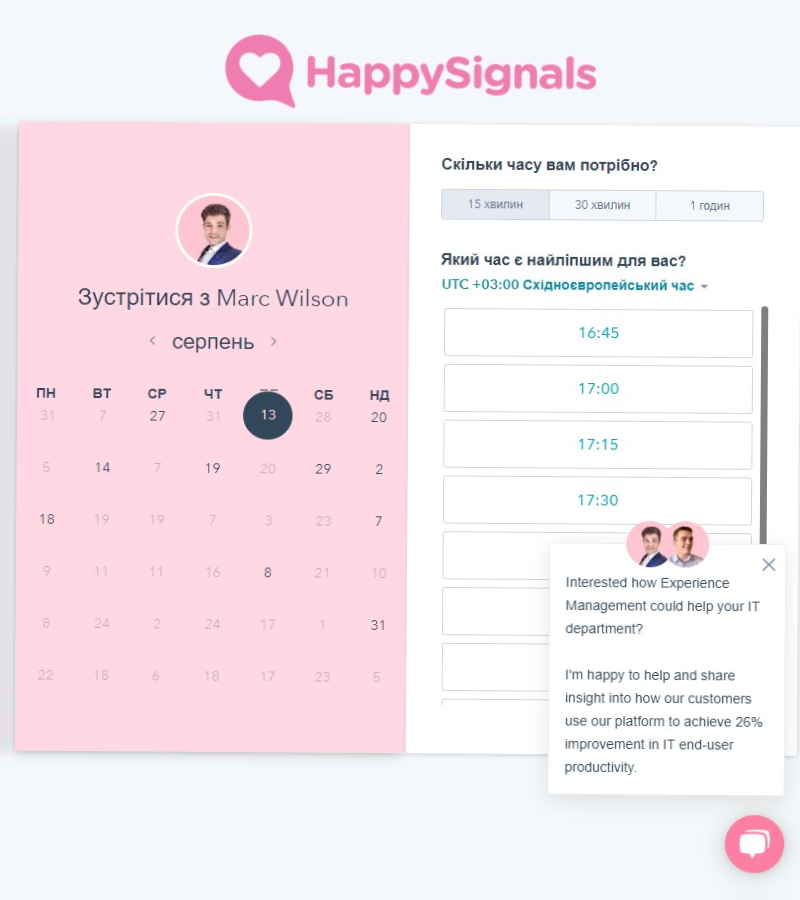 HappySignals
Зустрітися з Marc Wilson
серпень
ПН ВТ СР ЧТ СБ НД
31 7 27 31 13 28 20
5 14 7 19 20 29 2
18 19 19 7 3 23 7
9 11 11 16 8 21 10
8 24 2 24 17 1 31
22 18 6 18 17 23 5
Скільки часу вам потрібно?
15 хвилин 30 хвилин 1 годин
Який час є найліпшим для вас?
UTC +03:00 Східноєвропейський час
16:45
17:00
17:15
17:30
Interested how Experience
Management could help your IT
department?
I'm happy to help and share
insight into how our customers
use our platform to achieve 26%
improvement in IT end-user
productivity.